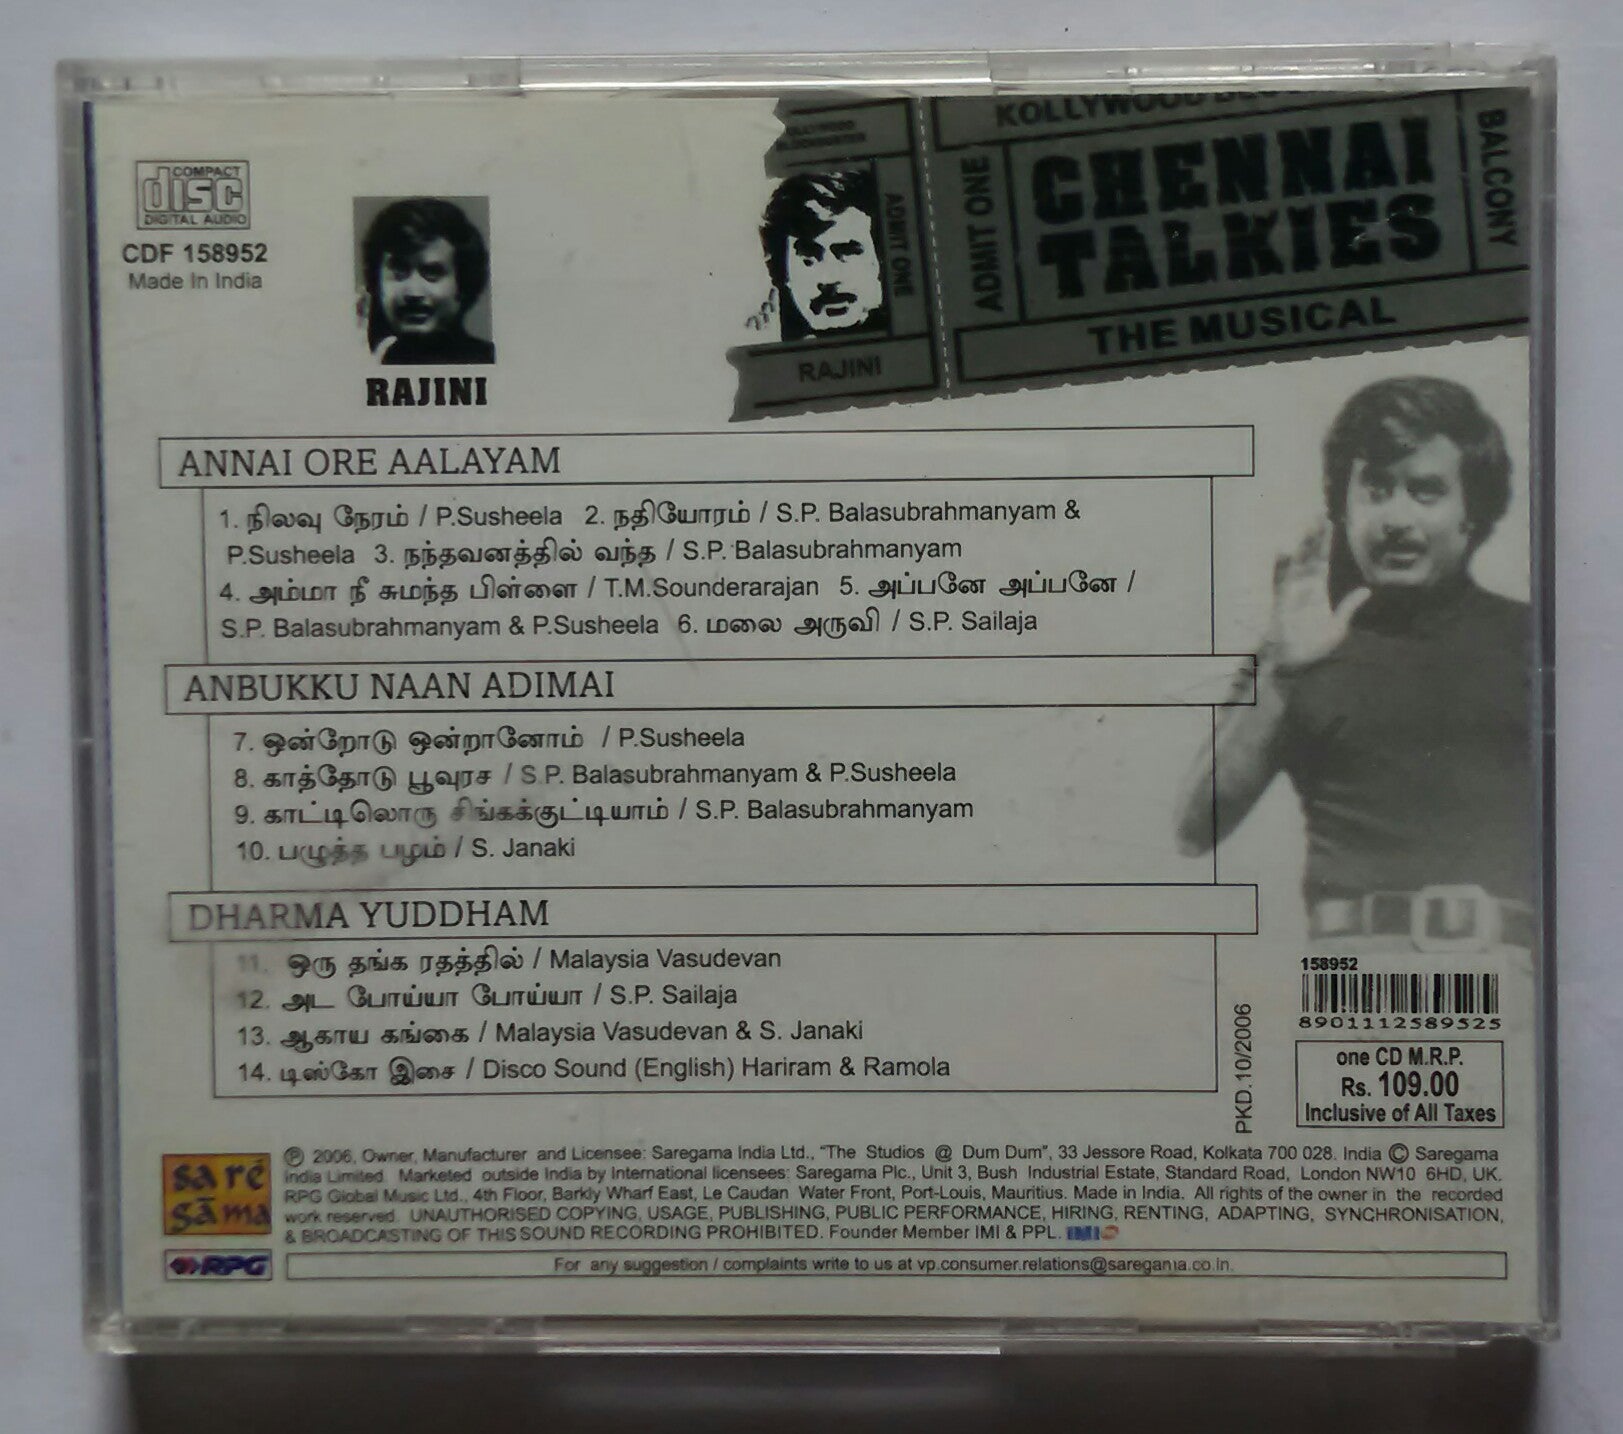 COMPACT
disc
DIGITAL AUDIO
CDF 158952
Made In India
RAJINI
ADMIT ONE
RAJINI
ADMIT ONE
KOLLYWOOD
CHENNAI
TALKIES
THE MUSICAL
BALCONY
ANNAI ORE AALAYAM
1. நிலவு நேரம் / P.Susheela 2. நதியோரம் / S.P. Balasubrahmanyam &
P.Susheela 3. நந்தவனத்தில் வந்த / S.P. Balasubrahmanyam
4. அம்மா நீ சுமந்த பிள்ளை / T.M.Sounderarajan 5. அப்பனே அப்பனே /
S.P. Balasubrahmanyam & P.Susheela 6. மலை அருவி / S.P. Sailaja
ANBUKKU NAAN ADIMAI
7. ஒன்றோடு ஒன்றானோம் / P.Susheela
8. காத்தோடு பூவுரச / S.P. Balasubrahmanyam & P.Susheela
9. காட்டிலொரு சிங்கக்குட்டியாம் / S.P. Balasubrahmanyam
10. பழுத்த பழம் / S. Janaki
DHARMA YUDDHAM
11. ஒரு தங்க ரதத்தில் / Malaysia Vasudevan
12. அட போய்யா போய்யா / S.P. Sailaja
13. ஆகாய கங்கை / Malaysia Vasudevan & S. Janaki
14. டிஸ்கோ இசை / Disco Sound (English) Hariram & Ramola
PKD.10/2006
158952
8901112589525
one CD M.R.P.
Rs. 109.00
Inclusive of All Taxes
sa re
ga ma
RPG
℗ 2006, Owner, Manufacturer and Licensee: Saregama India Ltd., "The Studios @ Dum Dum", 33 Jessore Road, Kolkata 700 028. India © Saregama
India Limited. Marketed outside India by International licensees: Saregama Plc., Unit 3, Bush Industrial Estate, Standard Road, London NW10 6HD, UK.
RPG Global Music Ltd., 4th Floor, Barkly Wharf East, Le Caudan Water Front, Port-Louis, Mauritius. Made in India. All rights of the owner in the recorded
work reserved. UNAUTHORISED COPYING, USAGE, PUBLISHING, PUBLIC PERFORMANCE, HIRING, RENTING, ADAPTING, SYNCHRONISATION,
& BROADCASTING OF THIS SOUND RECORDING PROHIBITED. Founder Member IMI & PPL. IMI
For any suggestion / complaints write to us at vp.consumer.relations@saregama.co.in.